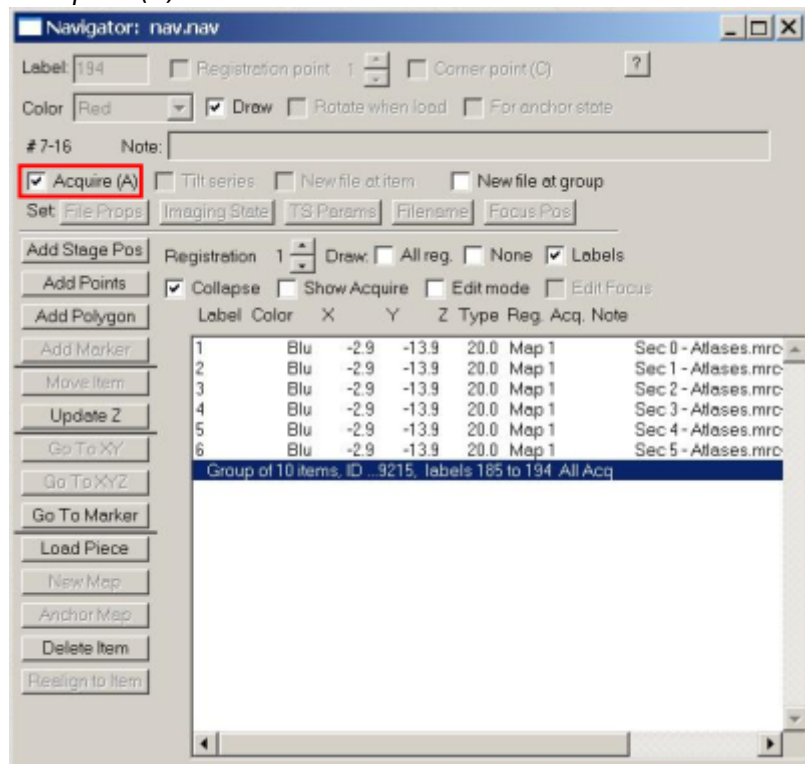 Navigator: nav.nav
Label: 194 Registration point 1 Corner point (C) ?
Color Red Draw Rotate when load For anchor state
# 7-16 Note:
Acquire (A) Tilt series New file at item New file at group
Set: File Props Imaging State TS Params Filename Focus Pos
Add Stage Pos Registration 1 Draw: All reg. None Labels
Add Points Collapse Show Acquire Edit mode Edit Focus
Add Polygon Label Color X Y Z Type Reg. Acq. Note
Add Marker 1 Blu -2.9 -13.9 20.0 Map 1 Sec 0 - Atlases.mrc
2 Blu -2.9 -13.9 20.0 Map 1 Sec 1 - Atlases.mrc
Move Item 3 Blu -2.9 -13.9 20.0 Map 1 Sec 2 - Atlases.mrc
Update Z 4 Blu -2.9 -13.9 20.0 Map 1 Sec 3 - Atlases.mrc
5 Blu -2.9 -13.9 20.0 Map 1 Sec 4 - Atlases.mrc
Go To XY 6 Blu -2.9 -13.9 20.0 Map 1 Sec 5 - Atlases.mrc
Group of 10 items, ID ...9215, labels 185 to 194 All Acq
Go To XYZ
Go To Marker
Load Piece
New Map
Anchor Map
Delete Item
Realign to Item